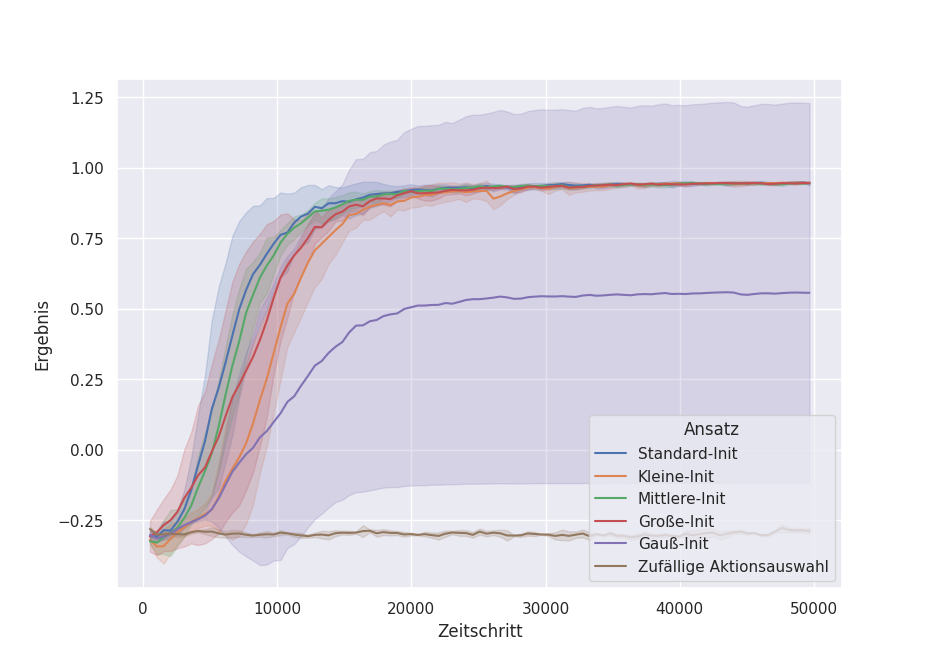 1.25
1.00
0.75
0.50
0.25
0.00
−0.25
Ergebnis
Ansatz
Standard-Init
Kleine-Init
Mittlere-Init
Große-Init
Gauß-Init
Zufällige Aktionsauswahl
0 10000 20000 30000 40000 50000
Zeitschritt